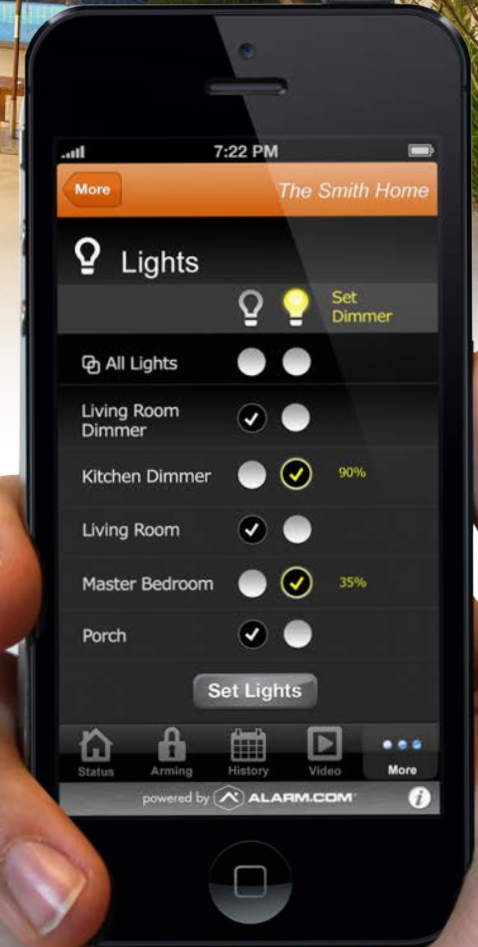 7:22 PM
More
The Smith Home
Lights
Set
Dimmer
All Lights
Living Room
Dimmer
Kitchen Dimmer
90%
Living Room
Master Bedroom
35%
Porch
Set Lights
Status
Arming
History
Video
More
powered by ALARM.COM
i